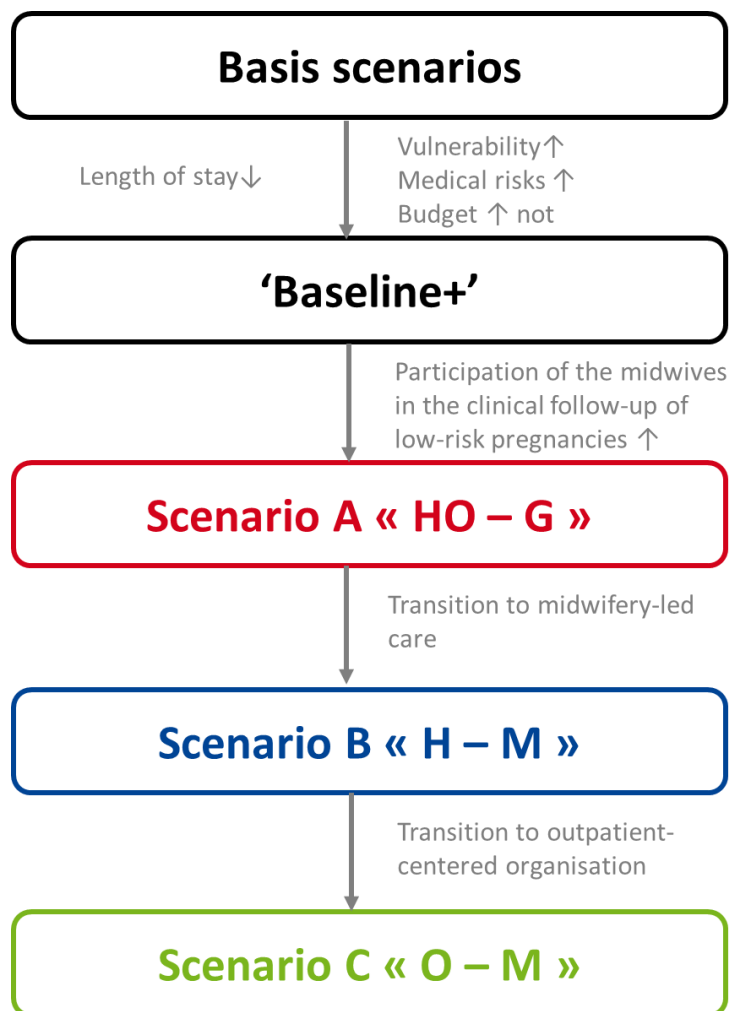 Basis scenarios
Length of stay↓
Vulnerability↑
Medical risks ↑
Budget ↑ not
‘Baseline+’
Participation of the midwives
in the clinical follow-up of
low-risk pregnancies ↑
Scenario A « HO – G »
Transition to midwifery-led
care
Scenario B « H – M »
Transition to outpatient-
centered organisation
Scenario C « O – M »